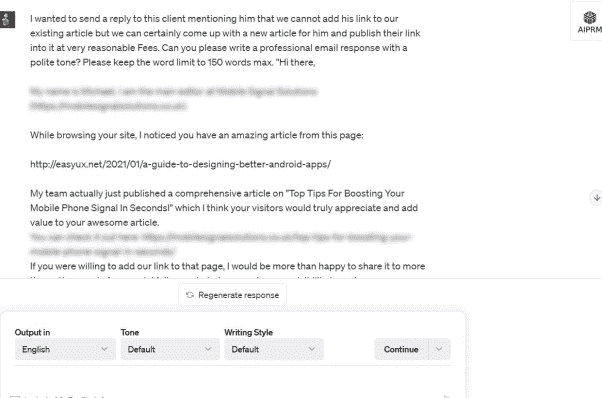 I wanted to send a reply to this client mentioning him that we cannot add his link to our
existing article but we can certainly come up with a new article for him and publish their link
into it at very reasonable Fees. Can you please write a professional email response with a
polite tone? Please keep the word limit to 150 words max. "Hi there,
AIPRM
While browsing your site, I noticed you have an amazing article from this page:
http://easyux.net/2021/01/a-guide-to-designing-better-android-apps/
My team actually just published a comprehensive article on "Top Tips For Boosting Your
Mobile Phone Signal In Seconds!" which I think your visitors would truly appreciate and add
value to your awesome article.
If you were willing to add our link to that page, I would be more than happy to share it to more
Regenerate response
Output in
Tone
Writing Style
English
Default
Default
Continue